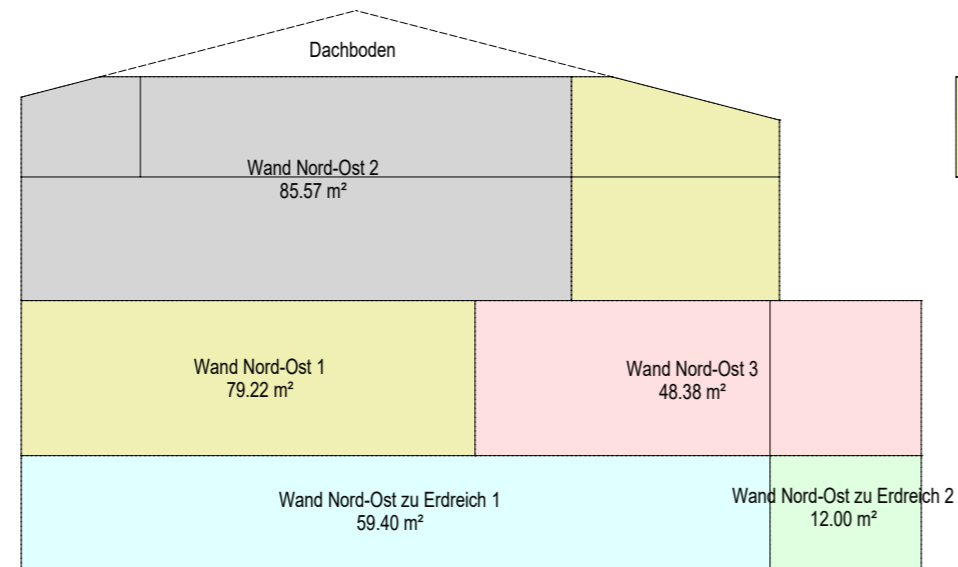 Dachboden
Wand Nord-Ost 2
85.57 m²
Wand Nord-Ost 1
79.22 m²
Wand Nord-Ost 3
48.38 m²
Wand Nord-Ost zu Erdreich 1
59.40 m²
Wand Nord-Ost zu Erdreich 2
12.00 m²